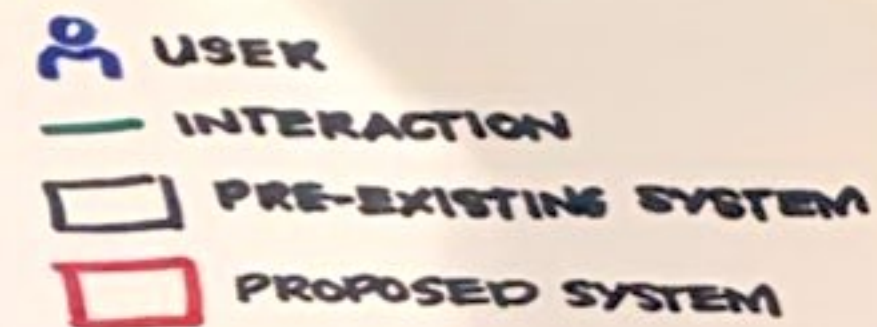 USER
INTERACTION
PRE-EXISTING SYSTEM
PROPOSED SYSTEM